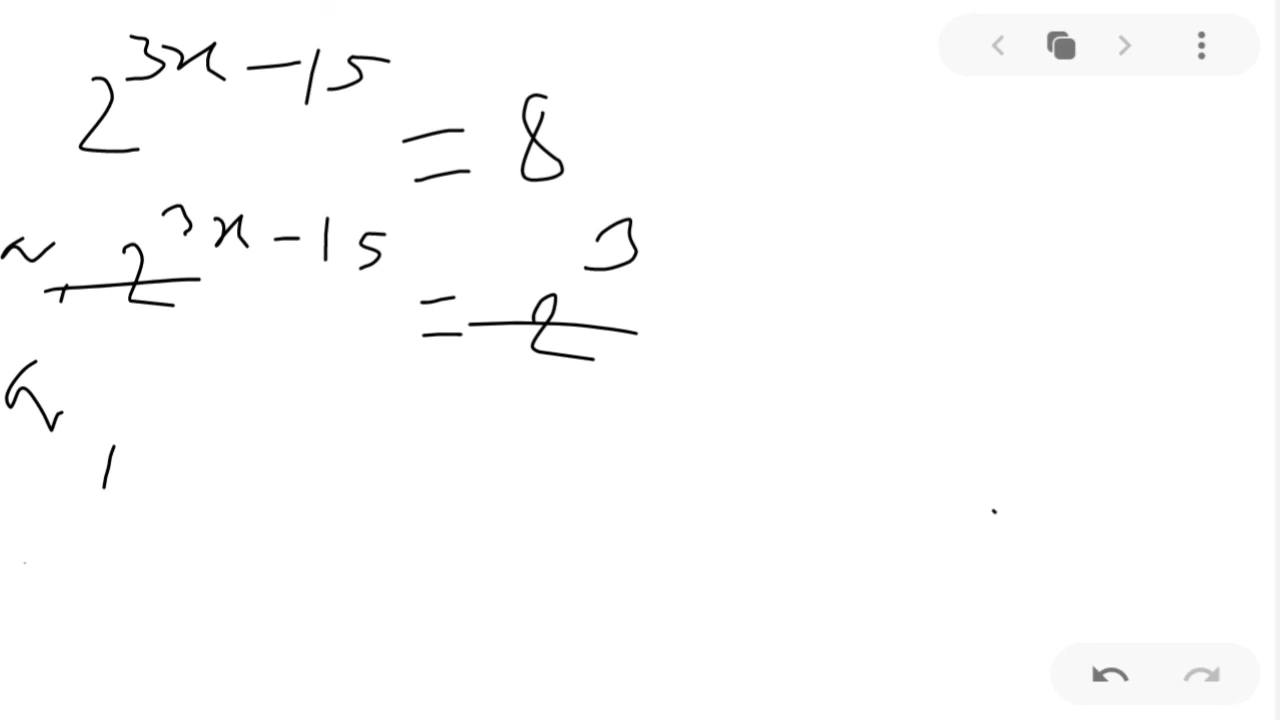 2^{3x-15} = 8
2^{3x-15} = 2^3